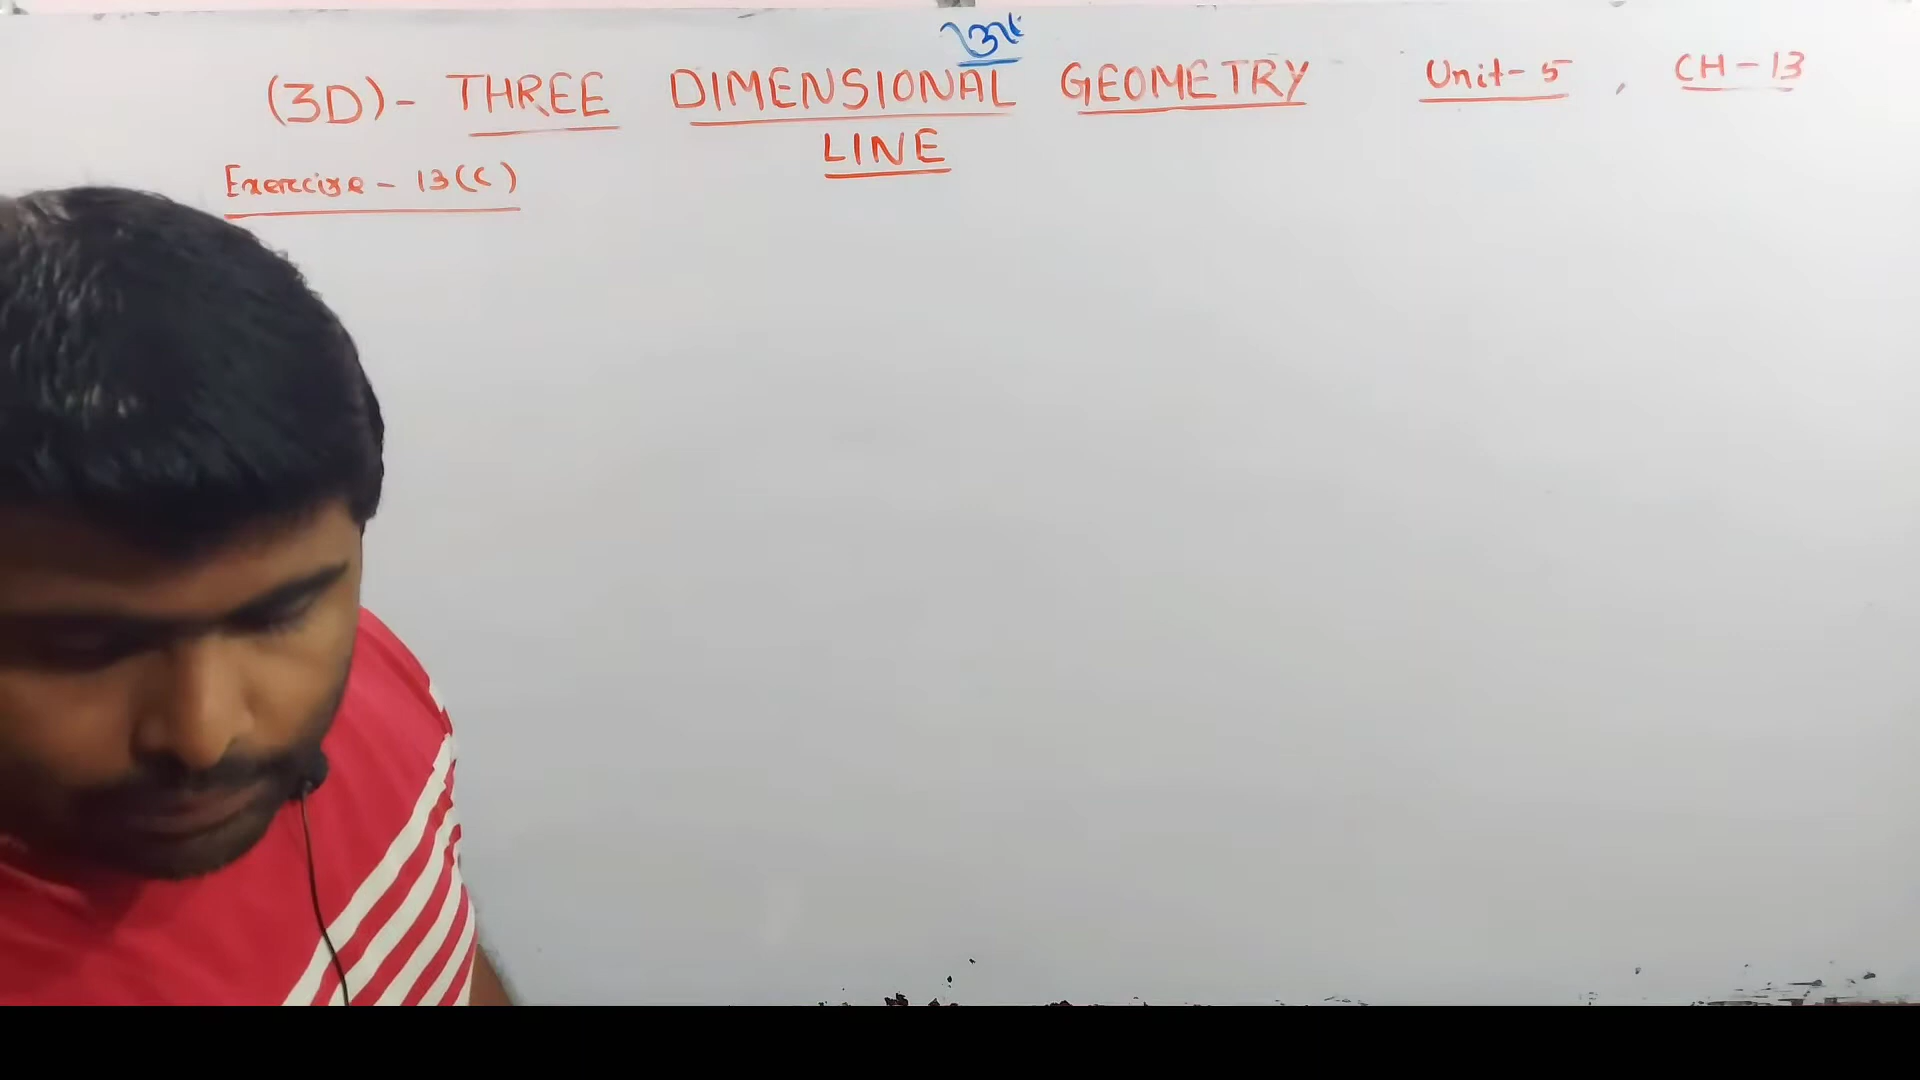 (3D)- THREE DIMENSIONAL GEOMETRY Unit-5 , CH-13
LINE
Exercise - 13(C)